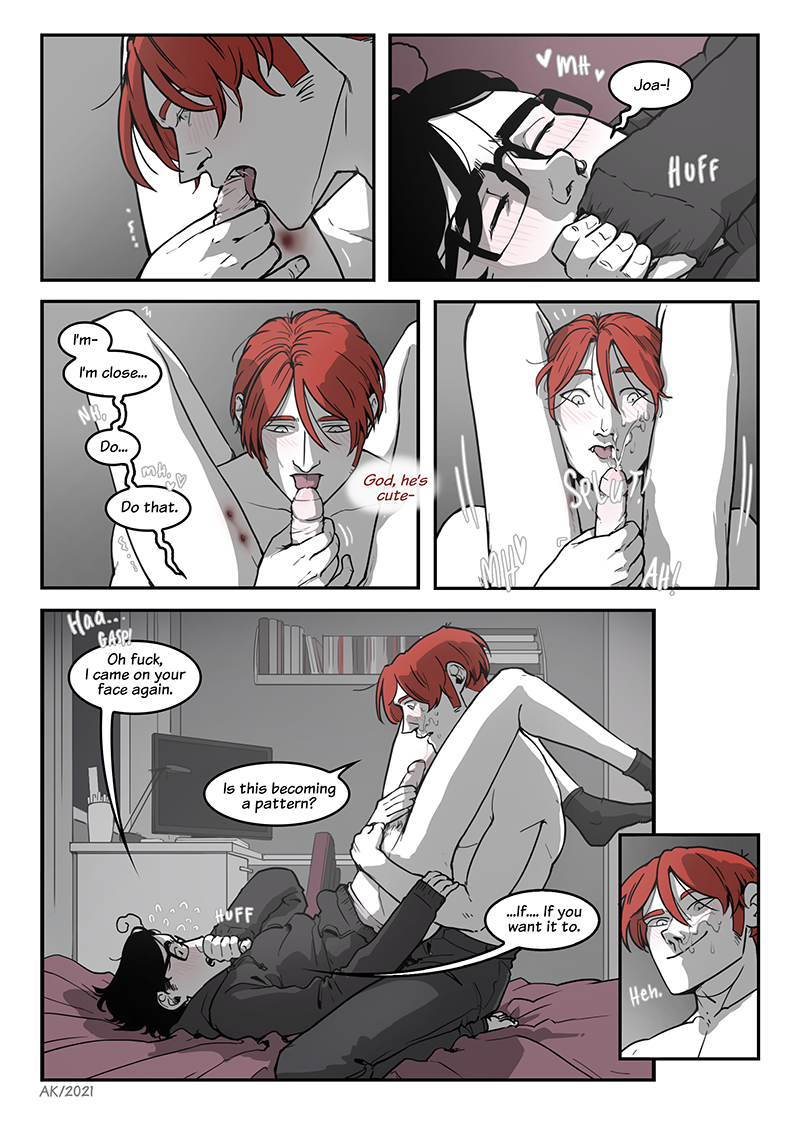 MH
Joa-!
HUFF
I'm-
I'm close...
NH.
Do...
MH.
Do that.
God, he's
cute-
SPLUT!
MH
AH!
Haa...
GASP!
Oh fuck,
I came on your
face again.
Is this becoming
a pattern?
HUFF
...If.... If you
want it to.
Heh.
AK/2021